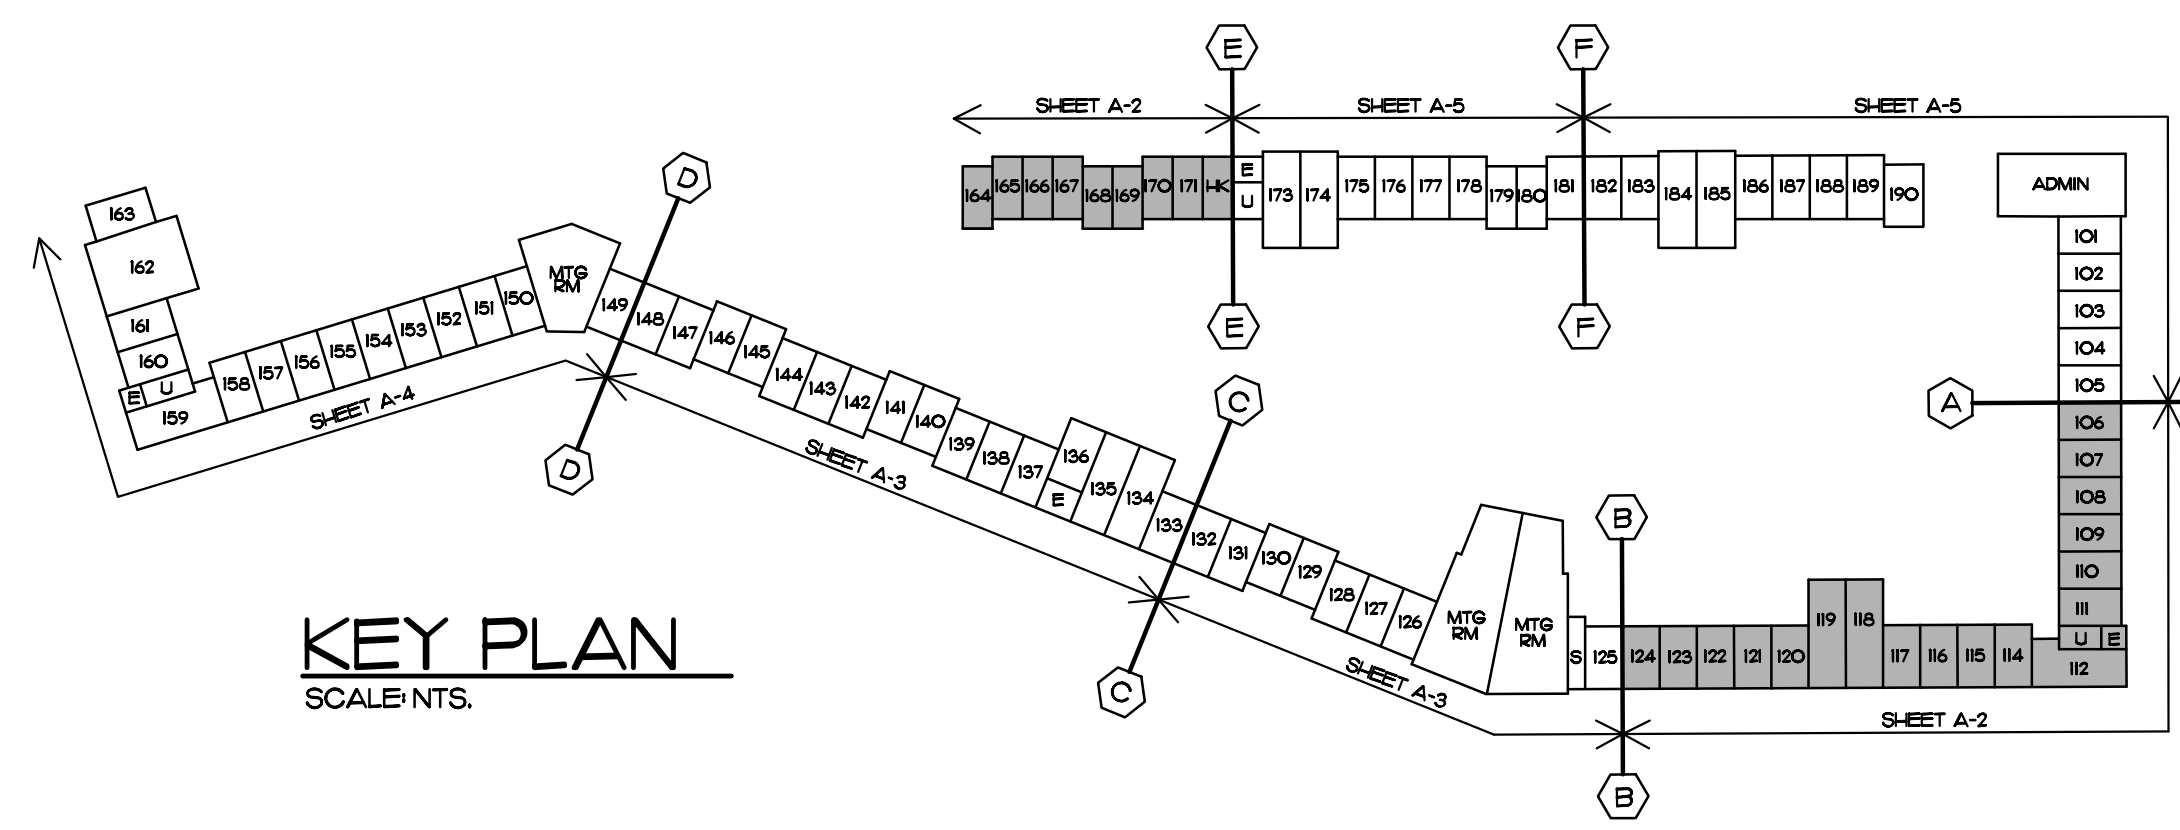 E
F
SHEET A-2
SHEET A-5
SHEET A-5
164
165
166
167
168
169
170
171
HK
E
U
173
174
175
176
177
178
179
180
181
182
183
184
185
186
187
188
189
190
E
F
ADMIN
101
102
103
104
105
A
106
107
108
109
110
111
U
E
112
114
115
116
117
118
119
120
121
122
123
124
125
S
B
B
SHEET A-2
MTG
RM
MTG
RM
126
127
128
129
130
131
132
133
134
135
136
E
137
138
139
140
141
142
143
144
145
146
147
148
149
C
C
D
D
SHEET A-3
SHEET A-3
MTG
RM
150
151
152
153
154
155
156
157
158
159
E
U
160
161
162
163
SHEET A-4
KEY PLAN
SCALE: NTS.